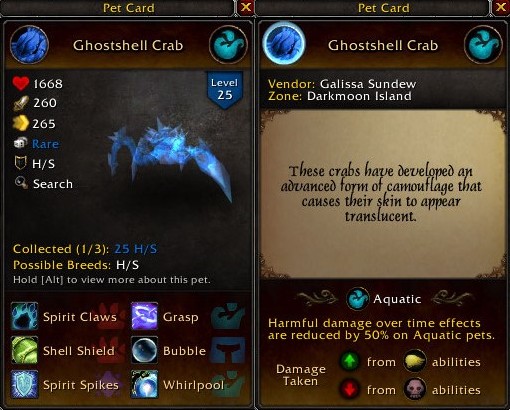 Pet Card
Ghostshell Crab
1668
260
265
Rare
H/S
Search
Level
25
Collected (1/3): 25 H/S
Possible Breeds: H/S
Hold [Alt] to view more about this pet.
Spirit Claws
Grasp
Shell Shield
Bubble
Spirit Spikes
Whirlpool
Pet Card
Ghostshell Crab
Vendor: Galissa Sundew
Zone: Darkmoon Island
These crabs have developed an
advanced form of camouflage that
causes their skin to appear
translucent.
Aquatic
Harmful damage over time effects
are reduced by 50% on Aquatic pets.
Damage
Taken
from abilities
from abilities